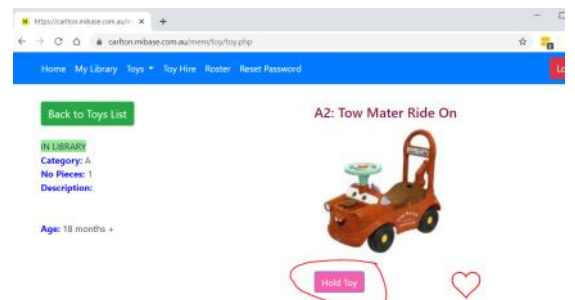 https://carlton.mibase.com.au/m
carlton.mibase.com.au/mem/toy/toy.php
Home My Library Toys Toy Hire Roster Reset Password
Back to Toys List
A2: Tow Mater Ride On
IN LIBRARY
Category: A
No Pieces: 1
Description:
Age: 18 months +
Hold Toy